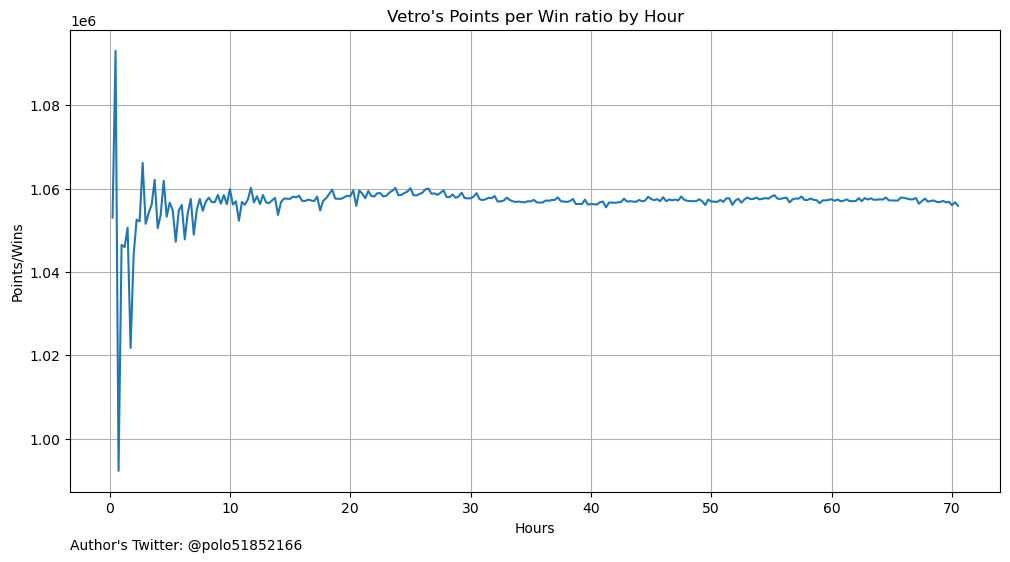 Vetro's Points per Win ratio by Hour
1e6
1.08
1.06
1.04
1.02
1.00
Points/Wins
0 10 20 30 40 50 60 70
Hours
Author's Twitter: @polo51852166